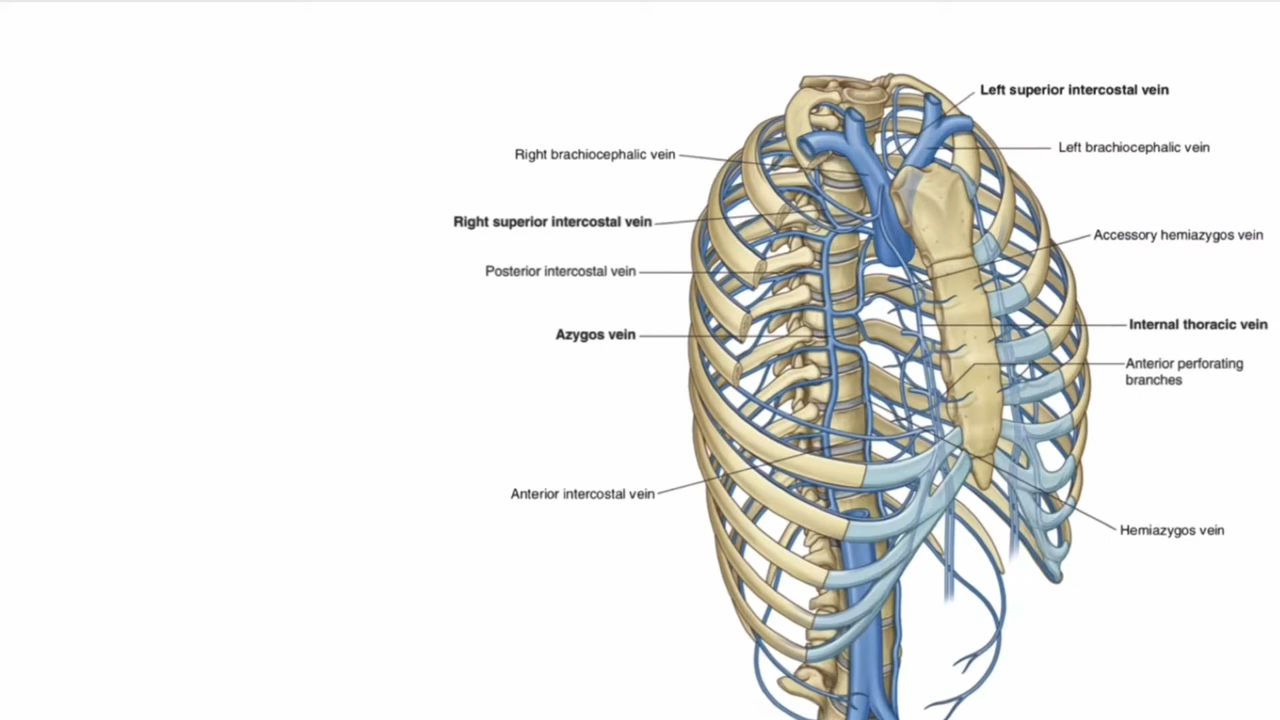 Left superior intercostal vein
Left brachiocephalic vein
Right brachiocephalic vein
Right superior intercostal vein
Accessory hemiazygos vein
Posterior intercostal vein
Internal thoracic vein
Azygos vein
Anterior perforating
branches
Anterior intercostal vein
Hemiazygos vein